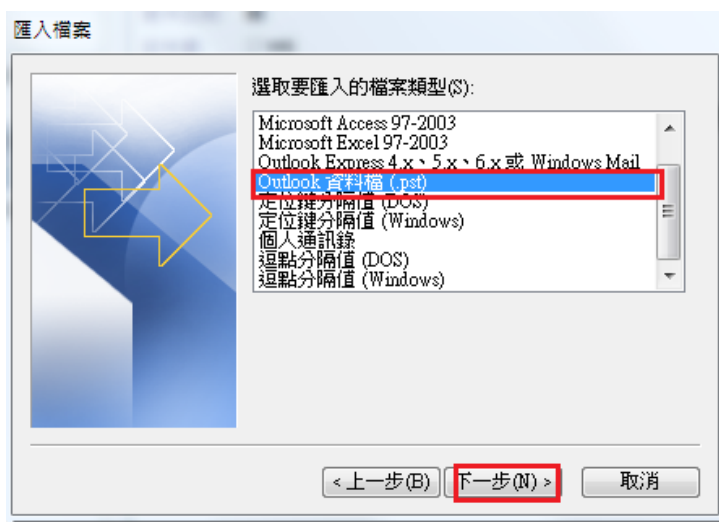 匯入檔案
選取要匯入的檔案類型(S):
Microsoft Access 97-2003
Microsoft Excel 97-2003
Outlook Express 4.x、5.x、6.x 或 Windows Mail
Outlook 資料檔 (.pst)
定位鍵分隔值 (DOS)
定位鍵分隔值 (Windows)
個人通訊錄
逗點分隔值 (DOS)
逗點分隔值 (Windows)
< 上一步(B) 下一步(N) > 取消